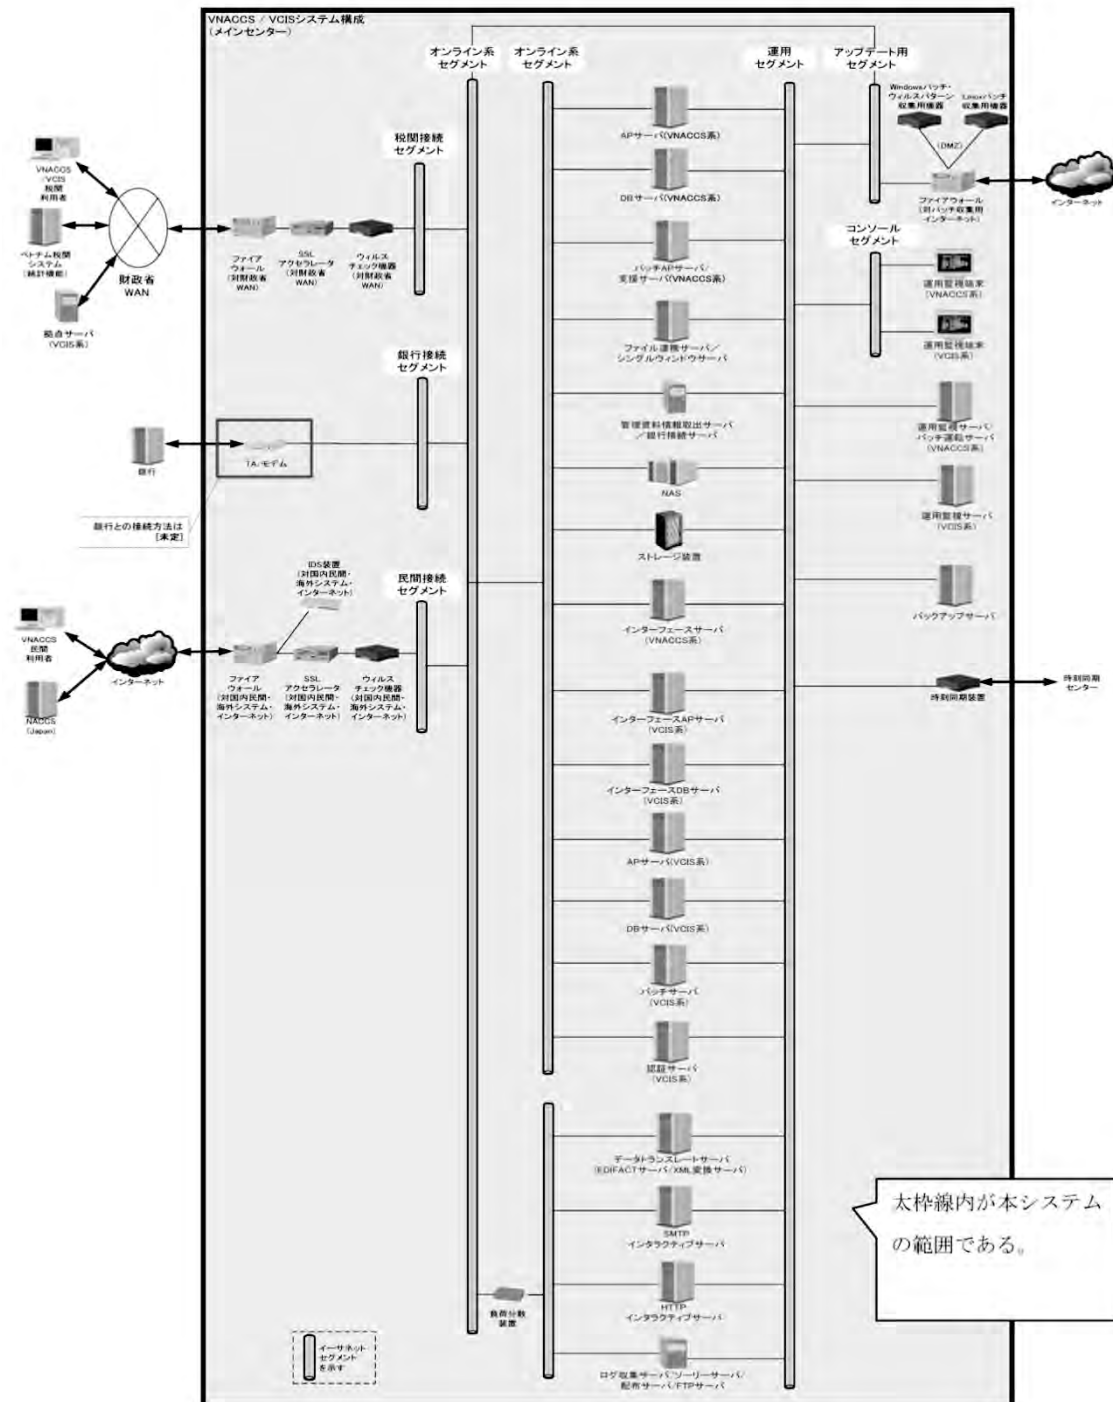 VNACCS / VCISシステム構成
(メインセンター)
オンライン系
セグメント
オンライン系
セグメント
運用
セグメント
アップデート用
セグメント
Windowsパッチ・
ウィルスパターン
収集用機器
Linuxパッチ
収集用機器
(DMZ)
ファイアウォール
(対パッチ収集用
インターネット)
インターネット
税関接続
セグメント
VNACCS
/VCIS
税関
利用者
ベトナム税関
システム
(統計機能)
拠点サーバ
(VCIS系)
財政省
WAN
ファイア
ウォール
(対財政省
WAN)
SSL
アクセラレータ
(対財政省
WAN)
ウィルス
チェック機器
(対財政省
WAN)
銀行接続
セグメント
銀行
TA/モデム
銀行との接続方法は
[未定]
民間接続
セグメント
IDS装置
(対国内民間・
海外システム・
インターネット)
VNACCS
民間
利用者
NACCS
(Japan)
インターネット
ファイア
ウォール
(対国内民間・
海外システム・
インターネット)
SSL
アクセラレータ
(対国内民間・
海外システム・
インターネット)
ウィルス
チェック機器
(対国内民間・
海外システム・
インターネット)
APサーバ(VNACCS系)
DBサーバ(VNACCS系)
バッチAPサーバ/
支援サーバ(VNACCS系)
ファイル連携サーバ/
シングルウィンドウサーバ
管理資料情報取出サーバ
/銀行接続サーバ
NAS
ストレージ装置
インターフェースサーバ
(VNACCS系)
インターフェースAPサーバ
(VCIS系)
インターフェースDBサーバ
(VCIS系)
APサーバ(VCIS系)
DBサーバ(VCIS系)
バッチサーバ
(VCIS系)
認証サーバ
(VCIS系)
データトランスレートサーバ
(EDIFACTサーバ/XML変換サーバ)
SMTP
インタラクティブサーバ
HTTP
インタラクティブサーバ
ログ収集サーバ/ソーリーサーバ/
配布サーバ/FTPサーバ
負荷分散
装置
コンソール
セグメント
運用監視端末
(VNACCS系)
運用監視端末
(VCIS系)
運用監視サーバ/
バッチ運転サーバ
(VNACCS系)
運用監視サーバ
(VCIS系)
バックアップサーバ
時刻同期装置
時刻同期
センター
太枠線内が本システム
の範囲である。
イーサネット
セグメント
を示す